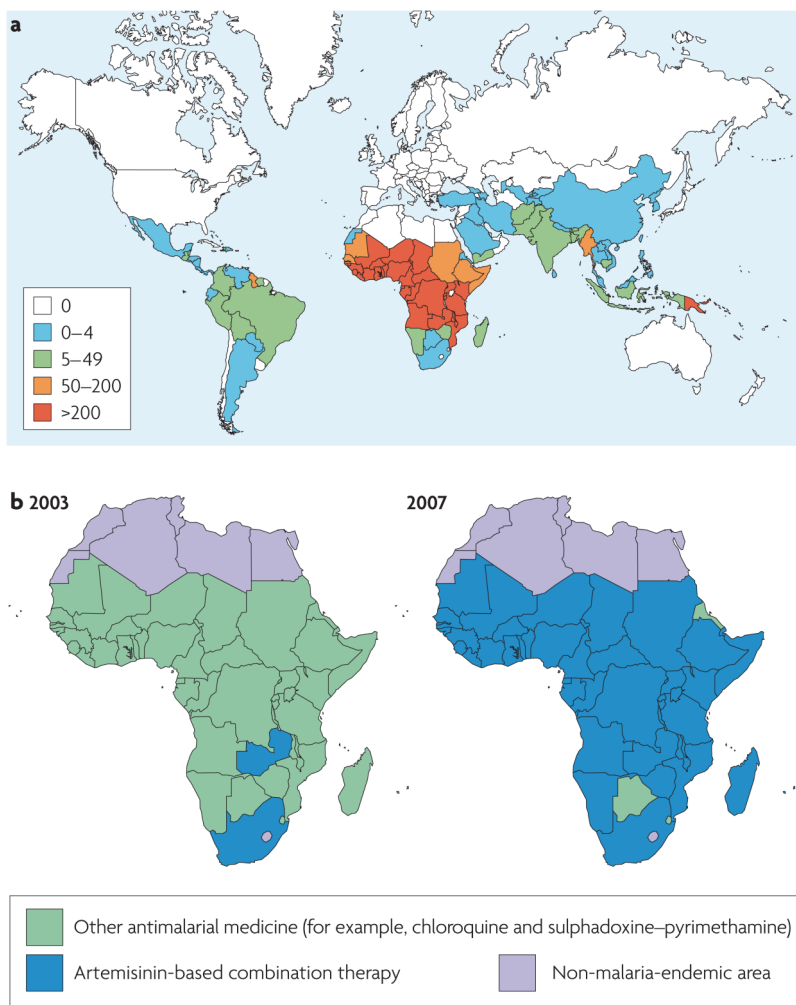 a
0
0–4
5–49
50–200
>200
b 2003
2007
Other antimalarial medicine (for example, chloroquine and sulphadoxine–pyrimethamine)
Artemisinin-based combination therapy
Non-malaria-endemic area